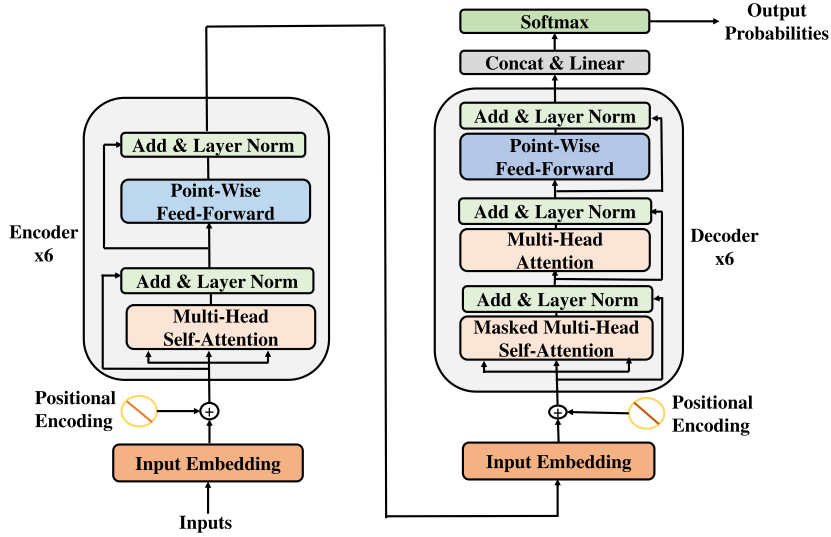 Softmax
Output
Probabilities
Concat & Linear
Add & Layer Norm
Point-Wise
Feed-Forward
Add & Layer Norm
Multi-Head
Attention
Add & Layer Norm
Masked Multi-Head
Self-Attention
Decoder
x6
Positional
Encoding
Input Embedding
Add & Layer Norm
Point-Wise
Feed-Forward
Encoder
x6
Add & Layer Norm
Multi-Head
Self-Attention
Positional
Encoding
+
+
Input Embedding
Inputs